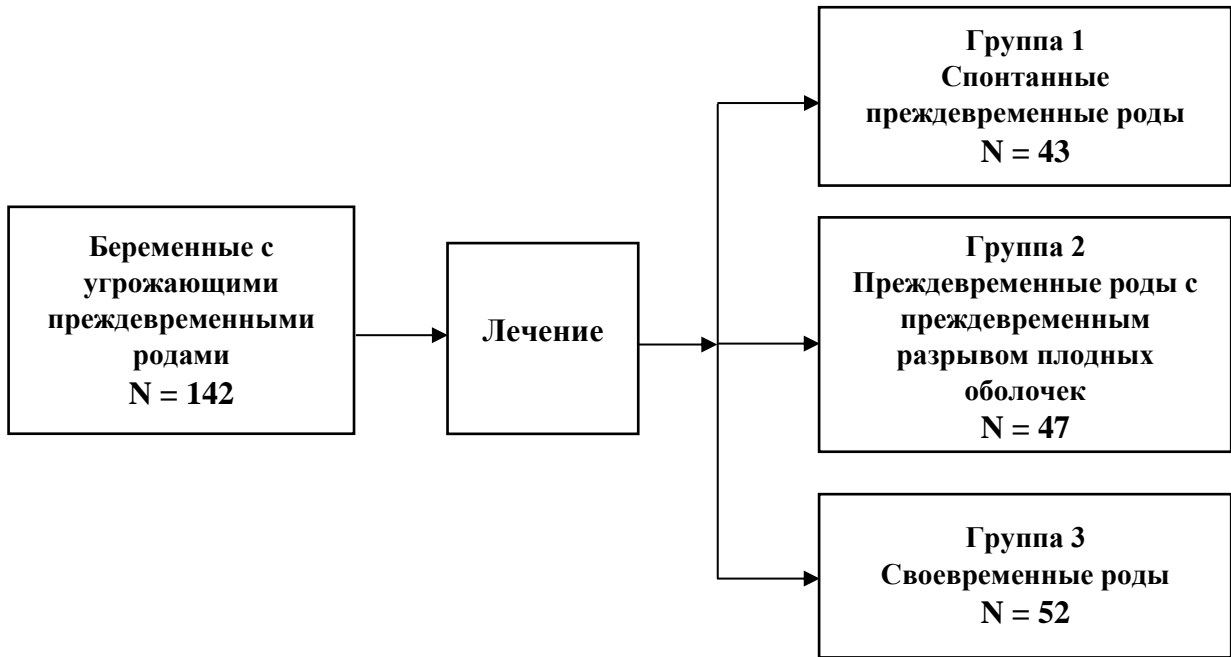 Беременные с
угрожающими
преждевременными
родами
N = 142
Лечение
Группа 1
Спонтанные
преждевременные роды
N = 43
Группа 2
Преждевременные роды с
преждевременным
разрывом плодных
оболочек
N = 47
Группа 3
Своевременные роды
N = 52